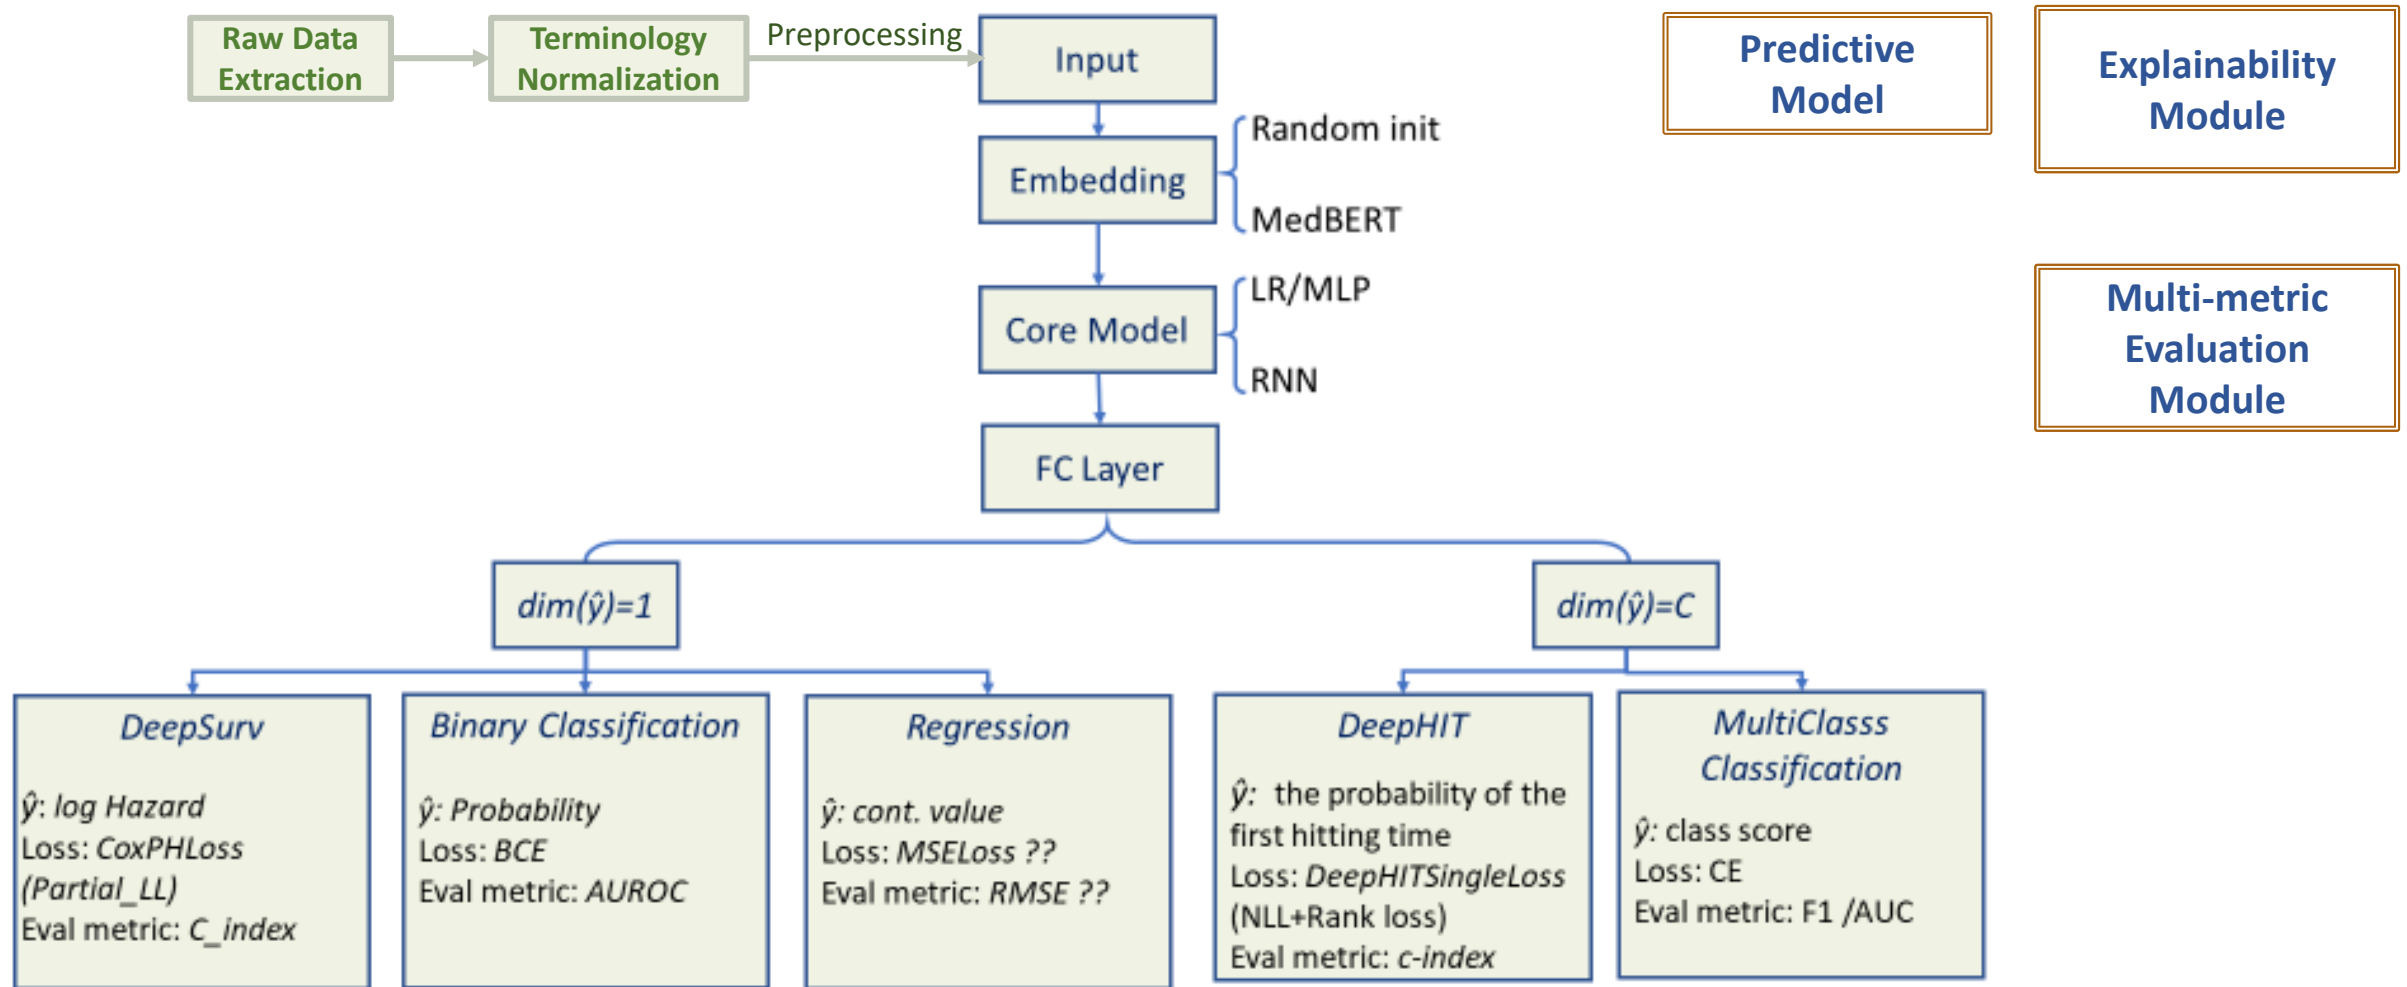 Raw Data
Extraction
Terminology
Normalization
Preprocessing
Input
Predictive
Model
Explainability
Module
Embedding
Random init
MedBERT
Core Model
LR/MLP
RNN
Multi-metric
Evaluation
Module
FC Layer
dim(ŷ)=1
dim(ŷ)=C
DeepSurv
ŷ: log Hazard
Loss: CoxPHLoss
(Partial_LL)
Eval metric: C_index
Binary Classification
ŷ: Probability
Loss: BCE
Eval metric: AUROC
Regression
ŷ: cont. value
Loss: MSELoss ??
Eval metric: RMSE ??
DeepHIT
ŷ: the probability of the
first hitting time
Loss: DeepHITSingleLoss
(NLL+Rank loss)
Eval metric: c-index
MultiClasss
Classification
ŷ: class score
Loss: CE
Eval metric: F1 /AUC